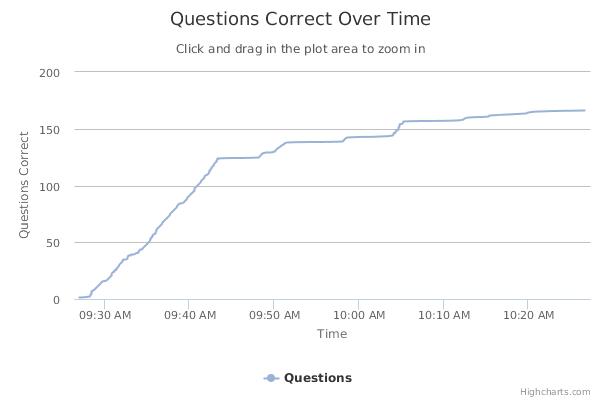 Questions Correct Over Time
Click and drag in the plot area to zoom in
Questions Correct
200
150
100
50
0
09:30 AM 09:40 AM 09:50 AM 10:00 AM 10:10 AM 10:20 AM
Time
Questions
Highcharts.com